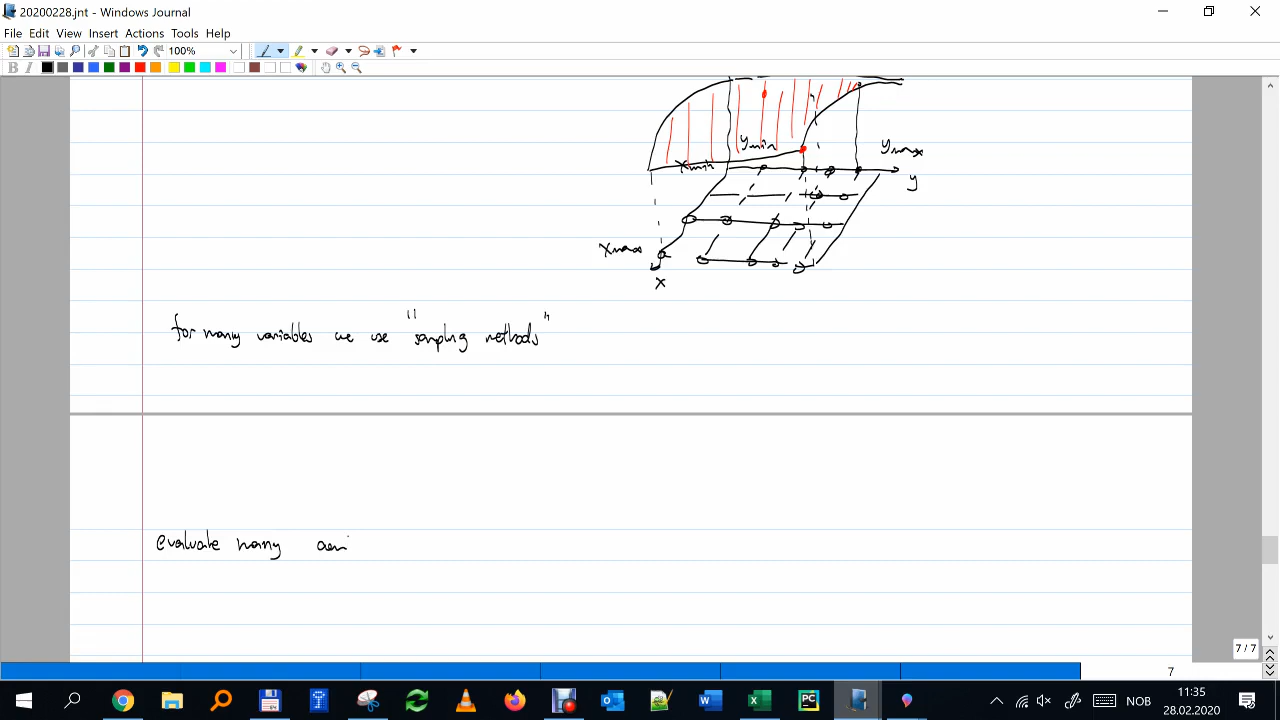 20200228.jnt - Windows Journal
File Edit View Insert Actions Tools Help
100%
B I
ymin
ymax
xmin
y
xmax
x
for many variables we use "sampling methods"
evaluate many
7 / 7
7
NOB
11:35
28.02.2020